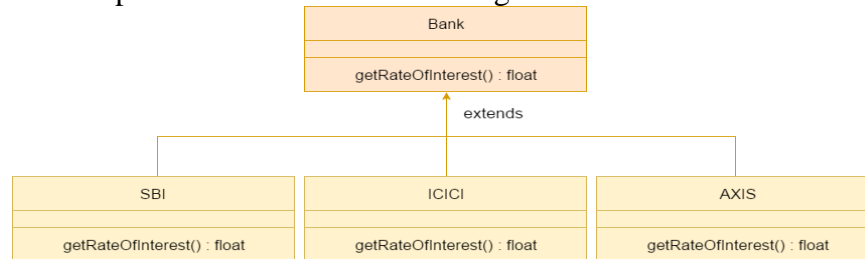 Bank
getRateOfInterest() : float
extends
SBI ICICI AXIS
getRateOfInterest() : float getRateOfInterest() : float getRateOfInterest() : float